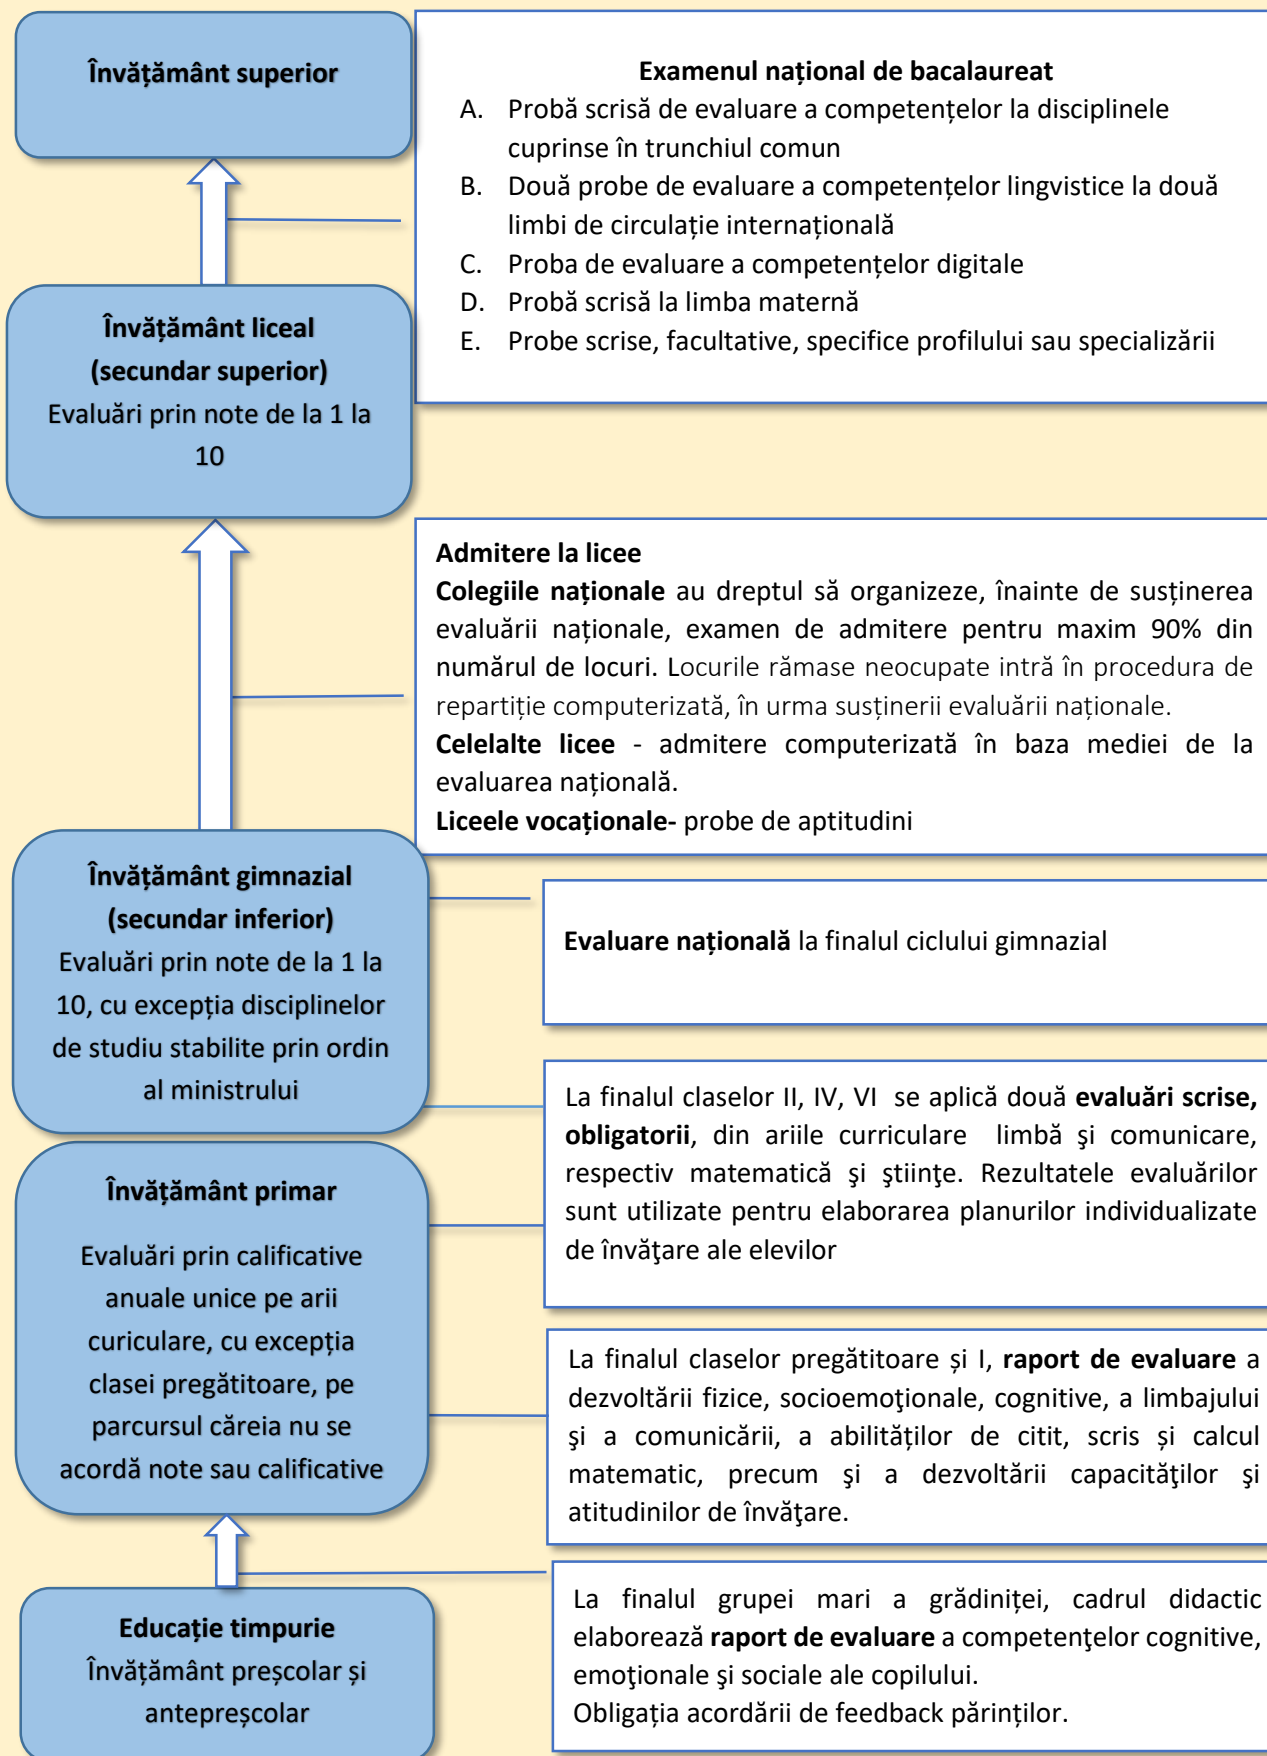 Învățământ superior
Examenul național de bacalaureat
A. Probă scrisă de evaluare a competențelor la disciplinele
cuprinse în trunchiul comun
B. Două probe de evaluare a competențelor lingvistice la două
limbi de circulație internațională
C. Proba de evaluare a competențelor digitale
D. Probă scrisă la limba maternă
E. Probe scrise, facultative, specifice profilului sau specializării
Învățământ liceal
(secundar superior)
Evaluări prin note de la 1 la
10
Admitere la licee
Colegiile naționale au dreptul să organizeze, înainte de susținerea
evaluării naționale, examen de admitere pentru maxim 90% din
numărul de locuri. Locurile rămase neocupate intră în procedura de
repartiție computerizată, în urma susținerii evaluării naționale.
Celelalte licee - admitere computerizată în baza mediei de la
evaluarea națională.
Liceele vocaționale- probe de aptitudini
Învățământ gimnazial
(secundar inferior)
Evaluări prin note de la 1 la
10, cu excepția disciplinelor
de studiu stabilite prin ordin
al ministrului
Evaluare națională la finalul ciclului gimnazial
La finalul claselor II, IV, VI se aplică două evaluări scrise,
obligatorii, din ariile curriculare limbă şi comunicare,
respectiv matematică şi ştiinţe. Rezultatele evaluărilor
sunt utilizate pentru elaborarea planurilor individualizate
de învăţare ale elevilor
Învățământ primar
Evaluări prin calificative
anuale unice pe arii
curiculare, cu excepția
clasei pregătitoare, pe
parcursul căreia nu se
acordă note sau calificative
La finalul claselor pregătitoare și I, raport de evaluare a
dezvoltării fizice, socioemoţionale, cognitive, a limbajului
şi a comunicării, a abilităților de citit, scris și calcul
matematic, precum şi a dezvoltării capacităţilor şi
atitudinilor de învăţare.
Educație timpurie
Învățământ preșcolar și
antepreșcolar
La finalul grupei mari a grădiniței, cadrul didactic
elaborează raport de evaluare a competenţelor cognitive,
emoţionale şi sociale ale copilului.
Obligația acordării de feedback părinților.